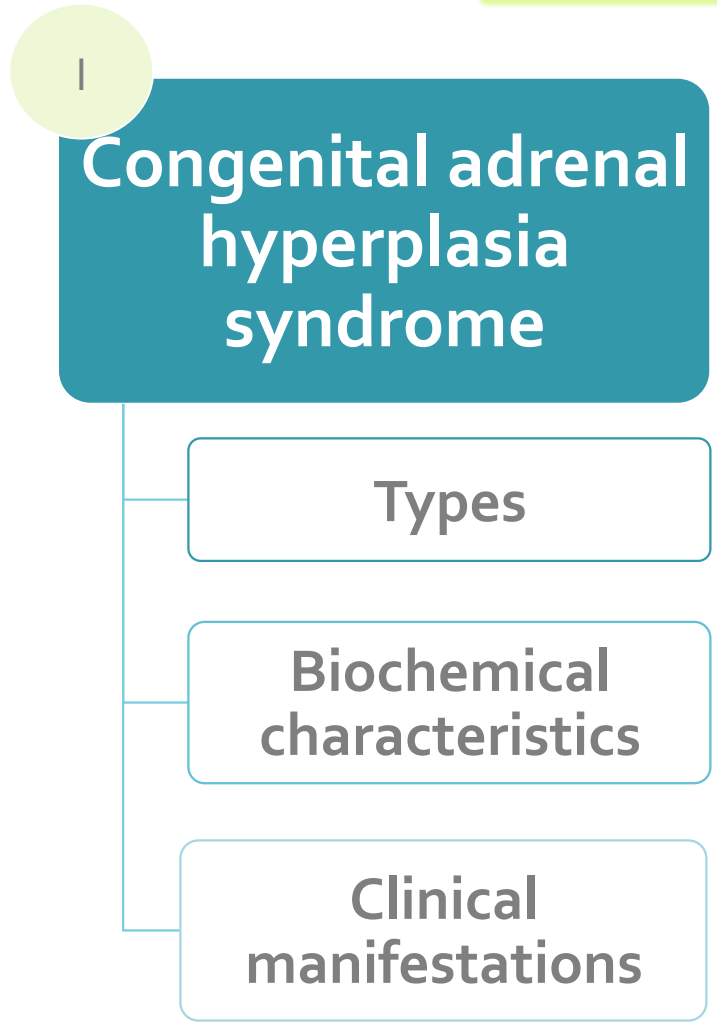 I
Congenital adrenal
hyperplasia
syndrome
Types
Biochemical
characteristics
Clinical
manifestations